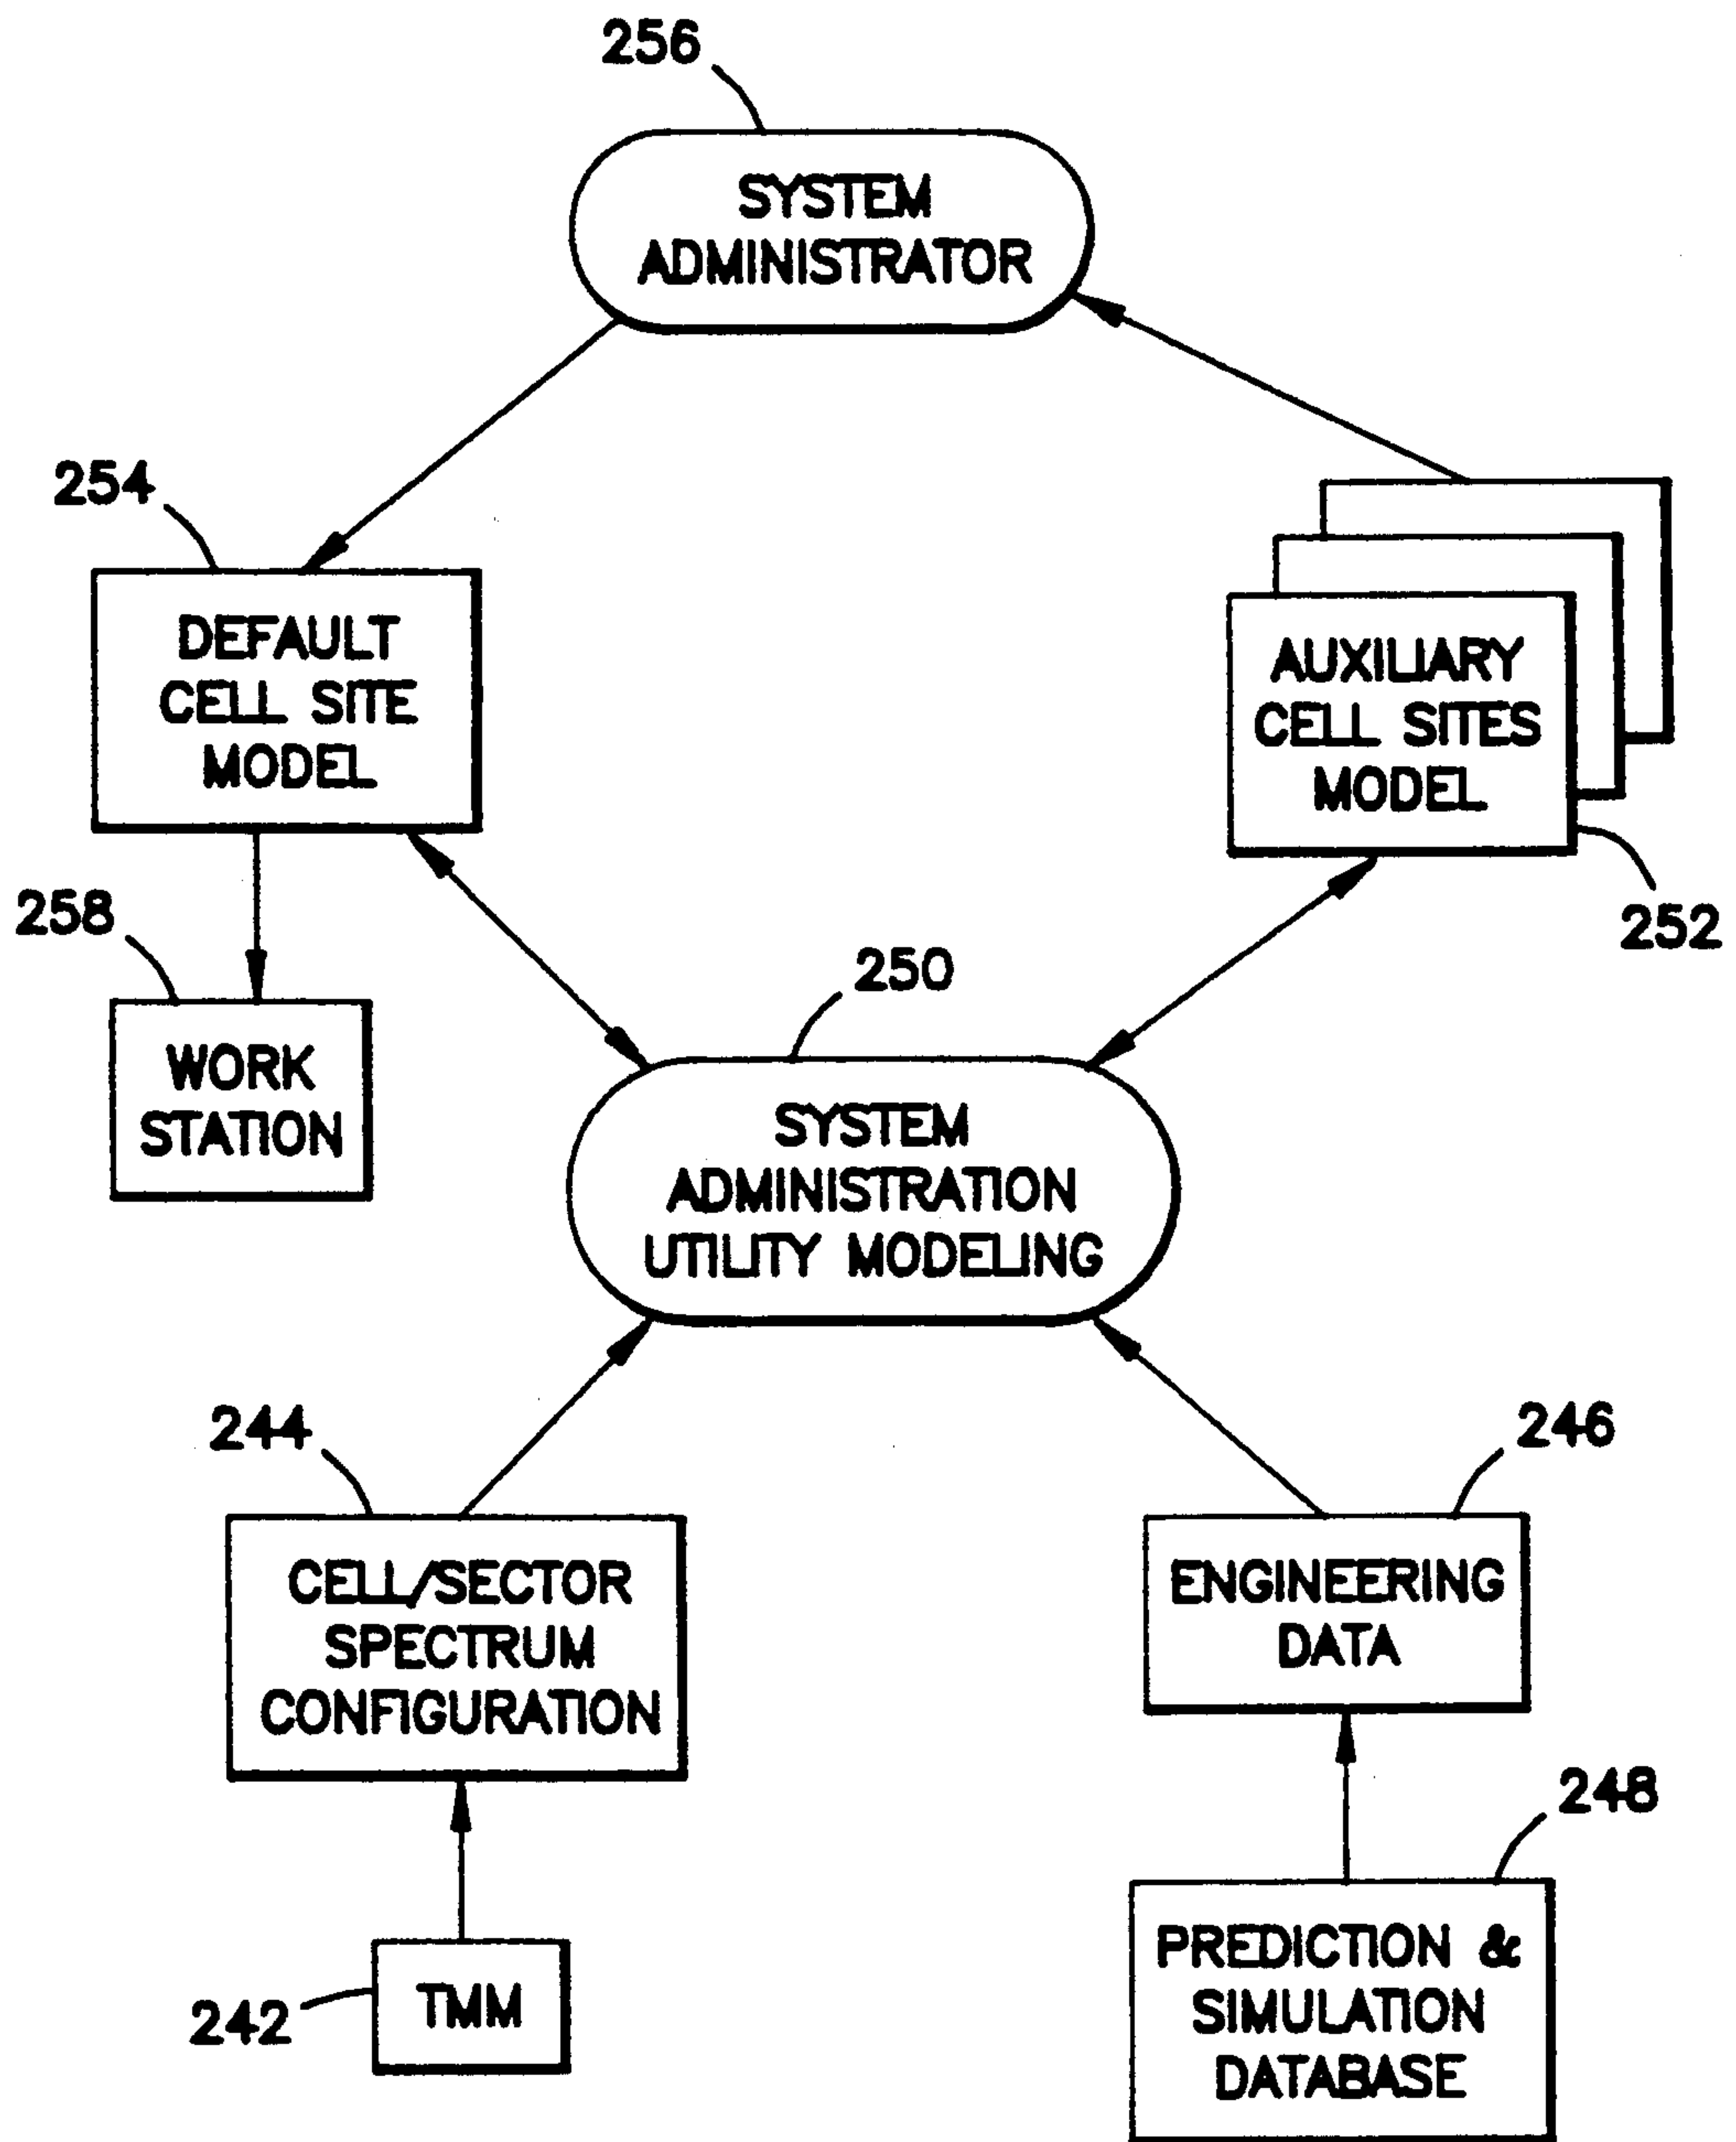 256
SYSTEM
ADMINISTRATOR
254
DEFAULT
CELL SITE
MODEL
AUXILIARY
CELL SITES
MODEL
252
258
WORK
STATION
250
SYSTEM
ADMINISTRATION
UTILITY MODELING
244
CELL/SECTOR
SPECTRUM
CONFIGURATION
246
ENGINEERING
DATA
248
PREDICTION &
SIMULATION
DATABASE
242
TMM